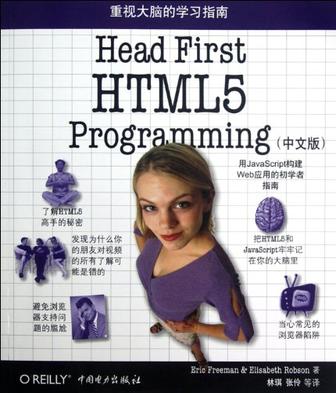 重视大脑的学习指南
Head First
HTML5
Programming
(中文版)
用JavaScript构建
Web应用的初学者
指南
了解HTML5
高手的秘密
发现为什么你
的朋友对视频
的所有了解可
能是错的
把HTML5和
JavaScript牢牢记
在你的大脑里
避免浏览
器支持问
题的尴尬
当心常见的
浏览器陷阱
O'REILLY
中国电力出版社
Eric Freeman & Elisabeth Robson 著
林琪 张伶 等译